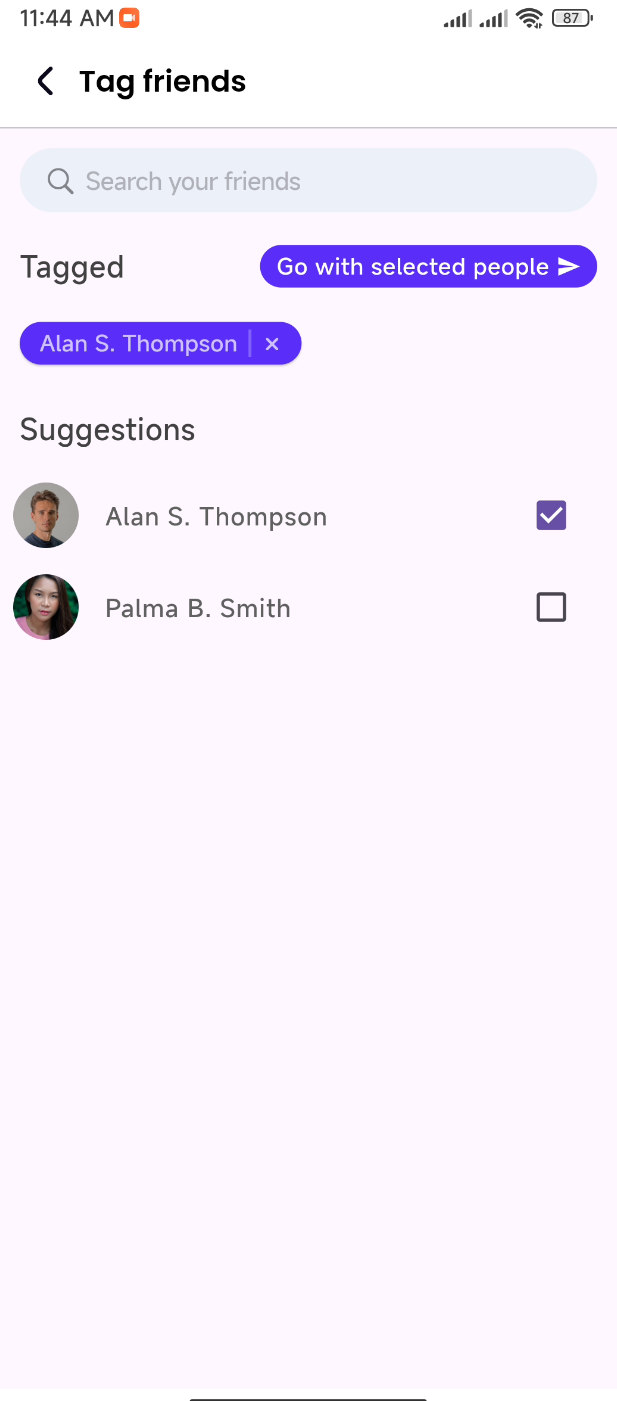 11:44 AM 87
Tag friends
Search your friends
Tagged
Go with selected people
Alan S. Thompson
Suggestions
Alan S. Thompson
Palma B. Smith